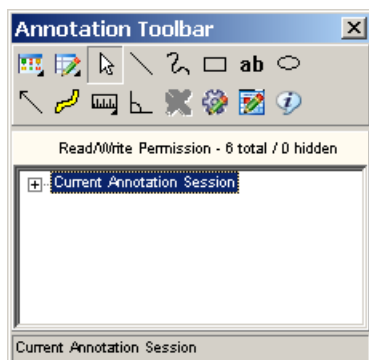 Annotation Toolbar
ab
Read/Write Permission - 6 total / 0 hidden
Current Annotation Session
Current Annotation Session